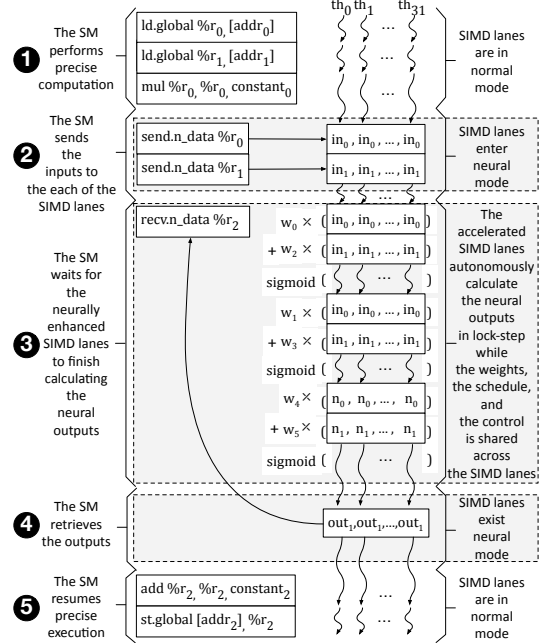 th0 th1 ... th31
1
The SM
performs
precise
computation
ld.global %r0, [addr0]
ld.global %r1, [addr1]
mul %r0, %r0, constant0
...
...
SIMD lanes
are in
normal
mode
2
The SM
sends
the
inputs to
the each of the
SIMD lanes
send.n_data %r0
send.n_data %r1
in0, in0, ..., in0
in1, in1, ..., in1
SIMD lanes
enter
neural
mode
...
3
The SM
waits for
the
neurally
enhanced
SIMD lanes
to finish
calculating
the
neural
outputs
recv.n_data %r2
w0 × ( in0, in0, ..., in0 )
+ w2 × ( in1, in1, ..., in1 )
sigmoid ( ... )
w1 × ( in0, in0, ..., in0 )
+ w3 × ( in1, in1, ..., in1 )
sigmoid ( ... )
w4 × ( n0, n0, ..., n0 )
+ w5 × ( n1, n1, ..., n1 )
sigmoid ( ... )
The
accelerated
SIMD lanes
autonomously
calculate
the neural
outputs
in lock-step
while
the weights,
the schedule,
and
the control
is shared
across
the SIMD lanes
4
The SM
retrieves
the outputs
out1,out1,...,out1
SIMD lanes
exist
neural
mode
5
The SM
resumes
precise
execution
add %r2, %r2, constant2
st.global [addr2], %r2
...
...
SIMD lanes
are in
normal
mode